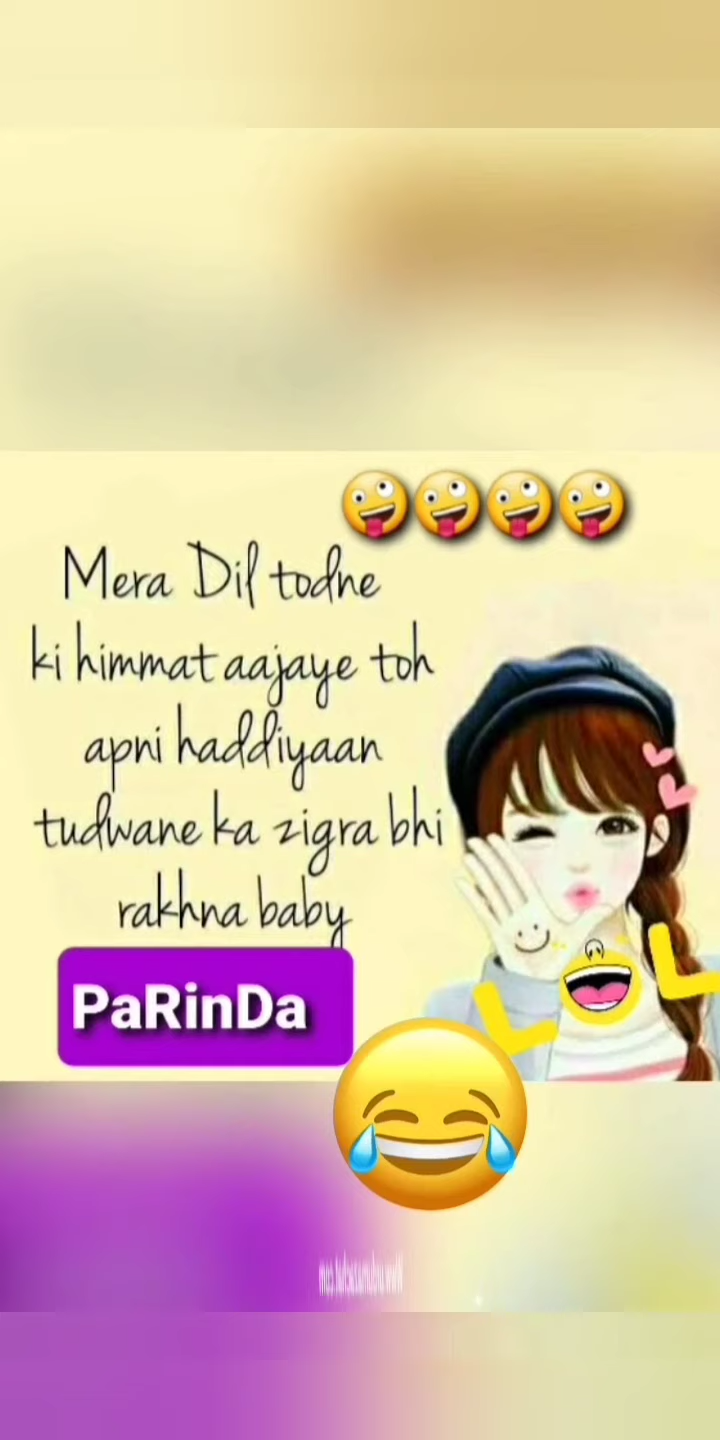 Mera Dil todne
ki himmat aajaye toh
apni haddiyaan
tudwane ka zigra bhi
rakhna baby
PaRinDa